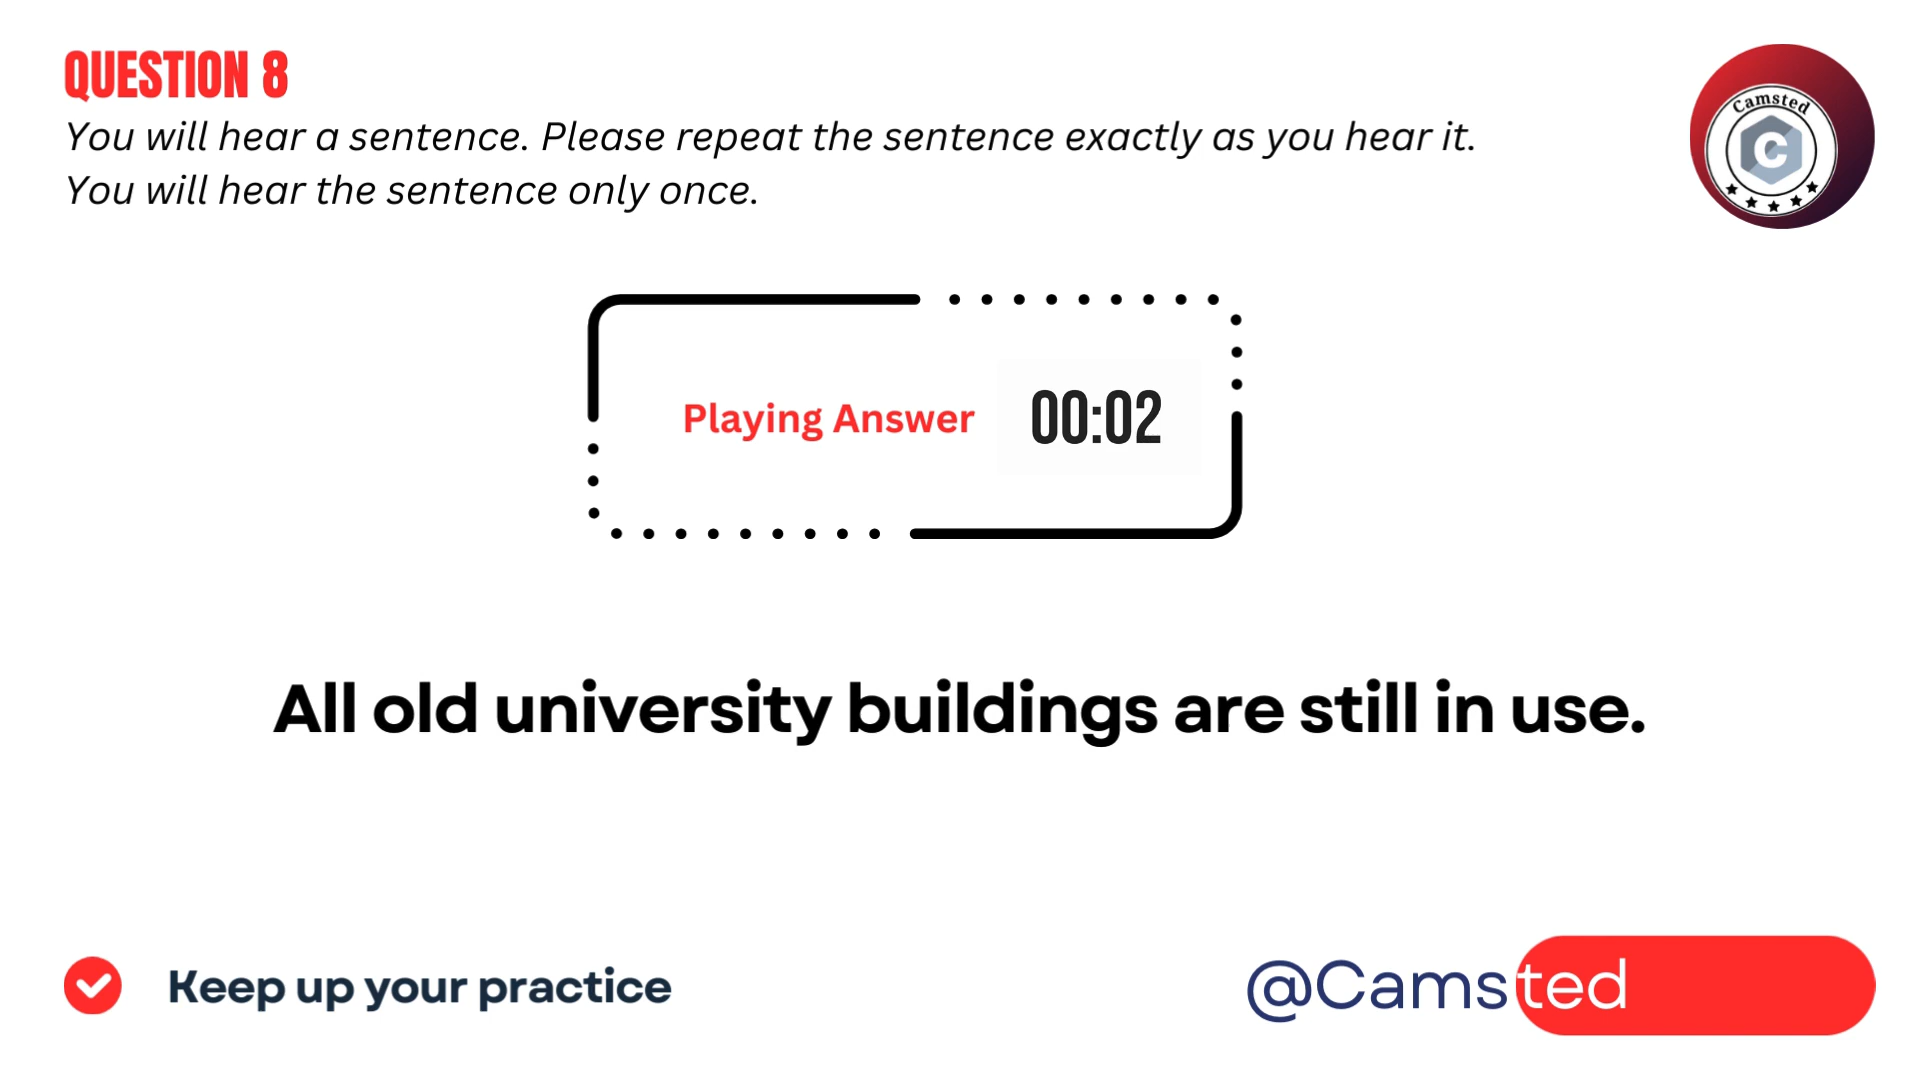 QUESTION 8
You will hear a sentence. Please repeat the sentence exactly as you hear it.
You will hear the sentence only once.
Camsted
C
Playing Answer 00:02
All old university buildings are still in use.
Keep up your practice
@Camsted